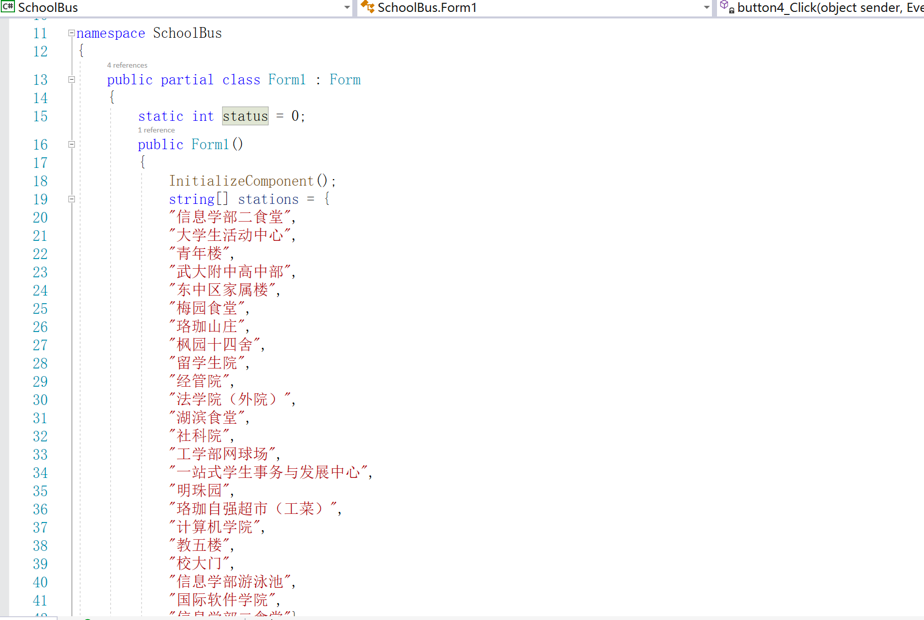 C# SchoolBus
SchoolBus.Form1
button4_Click(object sender, Eve
11 namespace SchoolBus
12 {
4 references
13 public partial class Form1 : Form
14 {
15 static int status = 0;
1 reference
16 public Form1()
17 {
18 InitializeComponent();
19 string[] stations = {
20 "信息学部二食堂",
21 "大学生活动中心",
22 "青年楼",
23 "武大附中高中部",
24 "东中区家属楼",
25 "梅园食堂",
26 "珞珈山庄",
27 "枫园十四舍",
28 "留学生院",
29 "经管院",
30 "法学院（外院）",
31 "湖滨食堂",
32 "社科院",
33 "工学部网球场",
34 "一站式学生事务与发展中心",
35 "明珠园",
36 "珞珈自强超市（工菜）",
37 "计算机学院",
38 "教五楼",
39 "校大门",
40 "信息学部游泳池",
41 "国际软件学院",